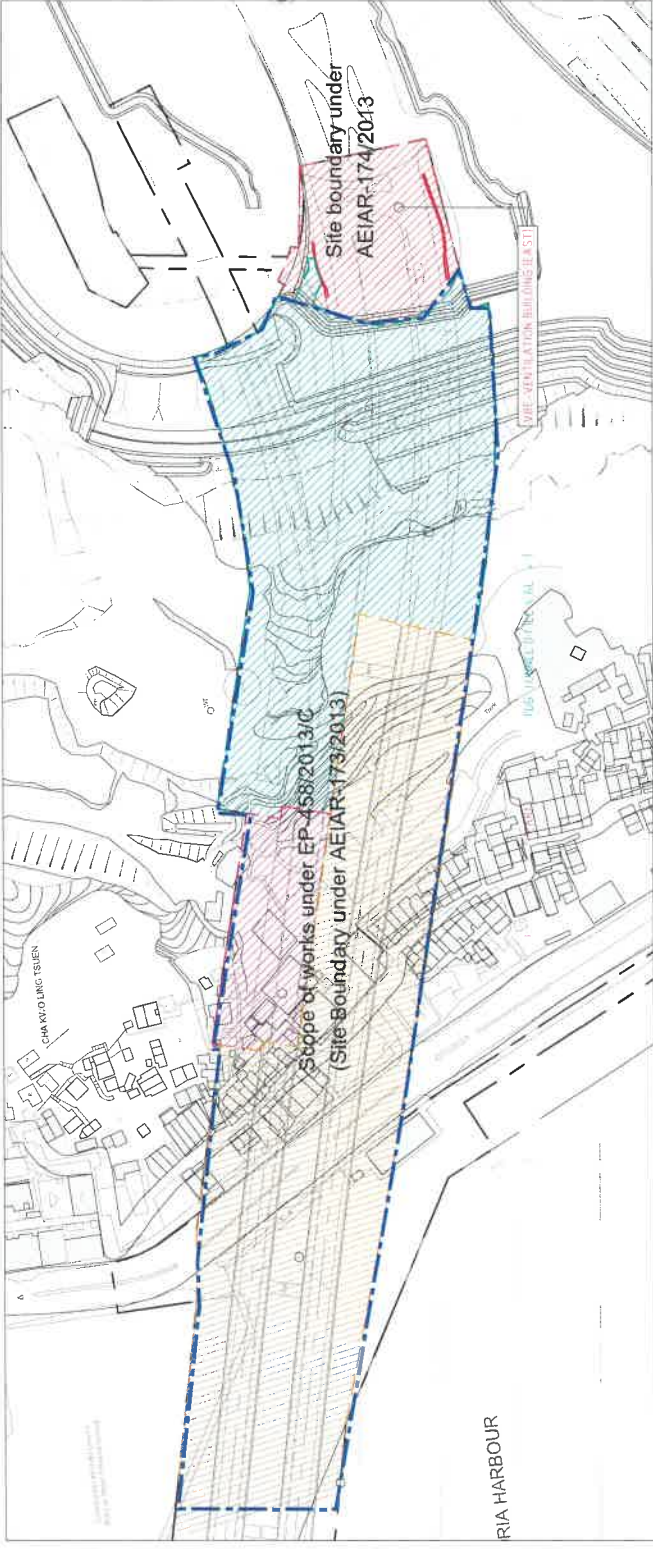 Site boundary under
AEIAR-174/2013
VBE-VENTILATION BUILDING (EAST)
Scope of works under EP-458/2013/C
(Site Boundary under AEIAR-173/2013)
CHA KWO LING TSUEN
RIA HARBOUR